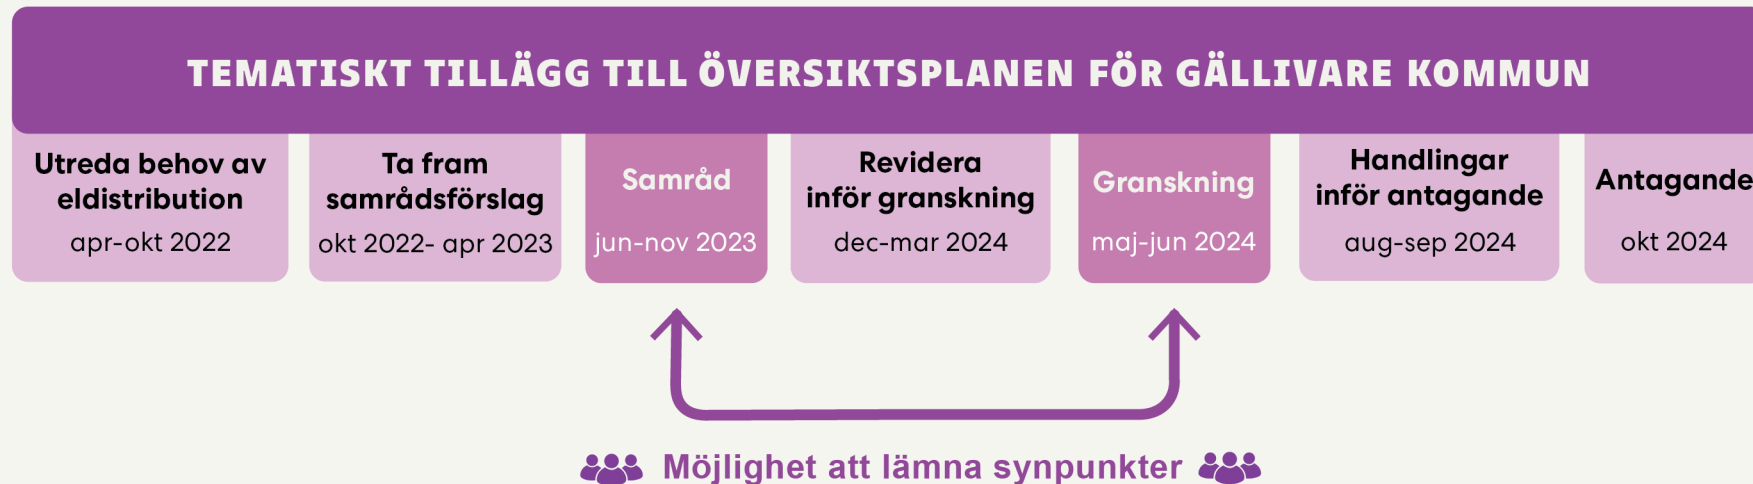 TEMATISKT TILLÄGG TILL ÖVERSIKTSPLANEN FÖR GÄLLIVARE KOMMUN
Utreda behov av
eldistribution
apr-okt 2022
Ta fram
samrådsförslag
okt 2022- apr 2023
Samråd
jun-nov 2023
Revidera
inför granskning
dec-mar 2024
Granskning
maj-jun 2024
Handlingar
inför antagande
aug-sep 2024
Antagande
okt 2024
Möjlighet att lämna synpunkter